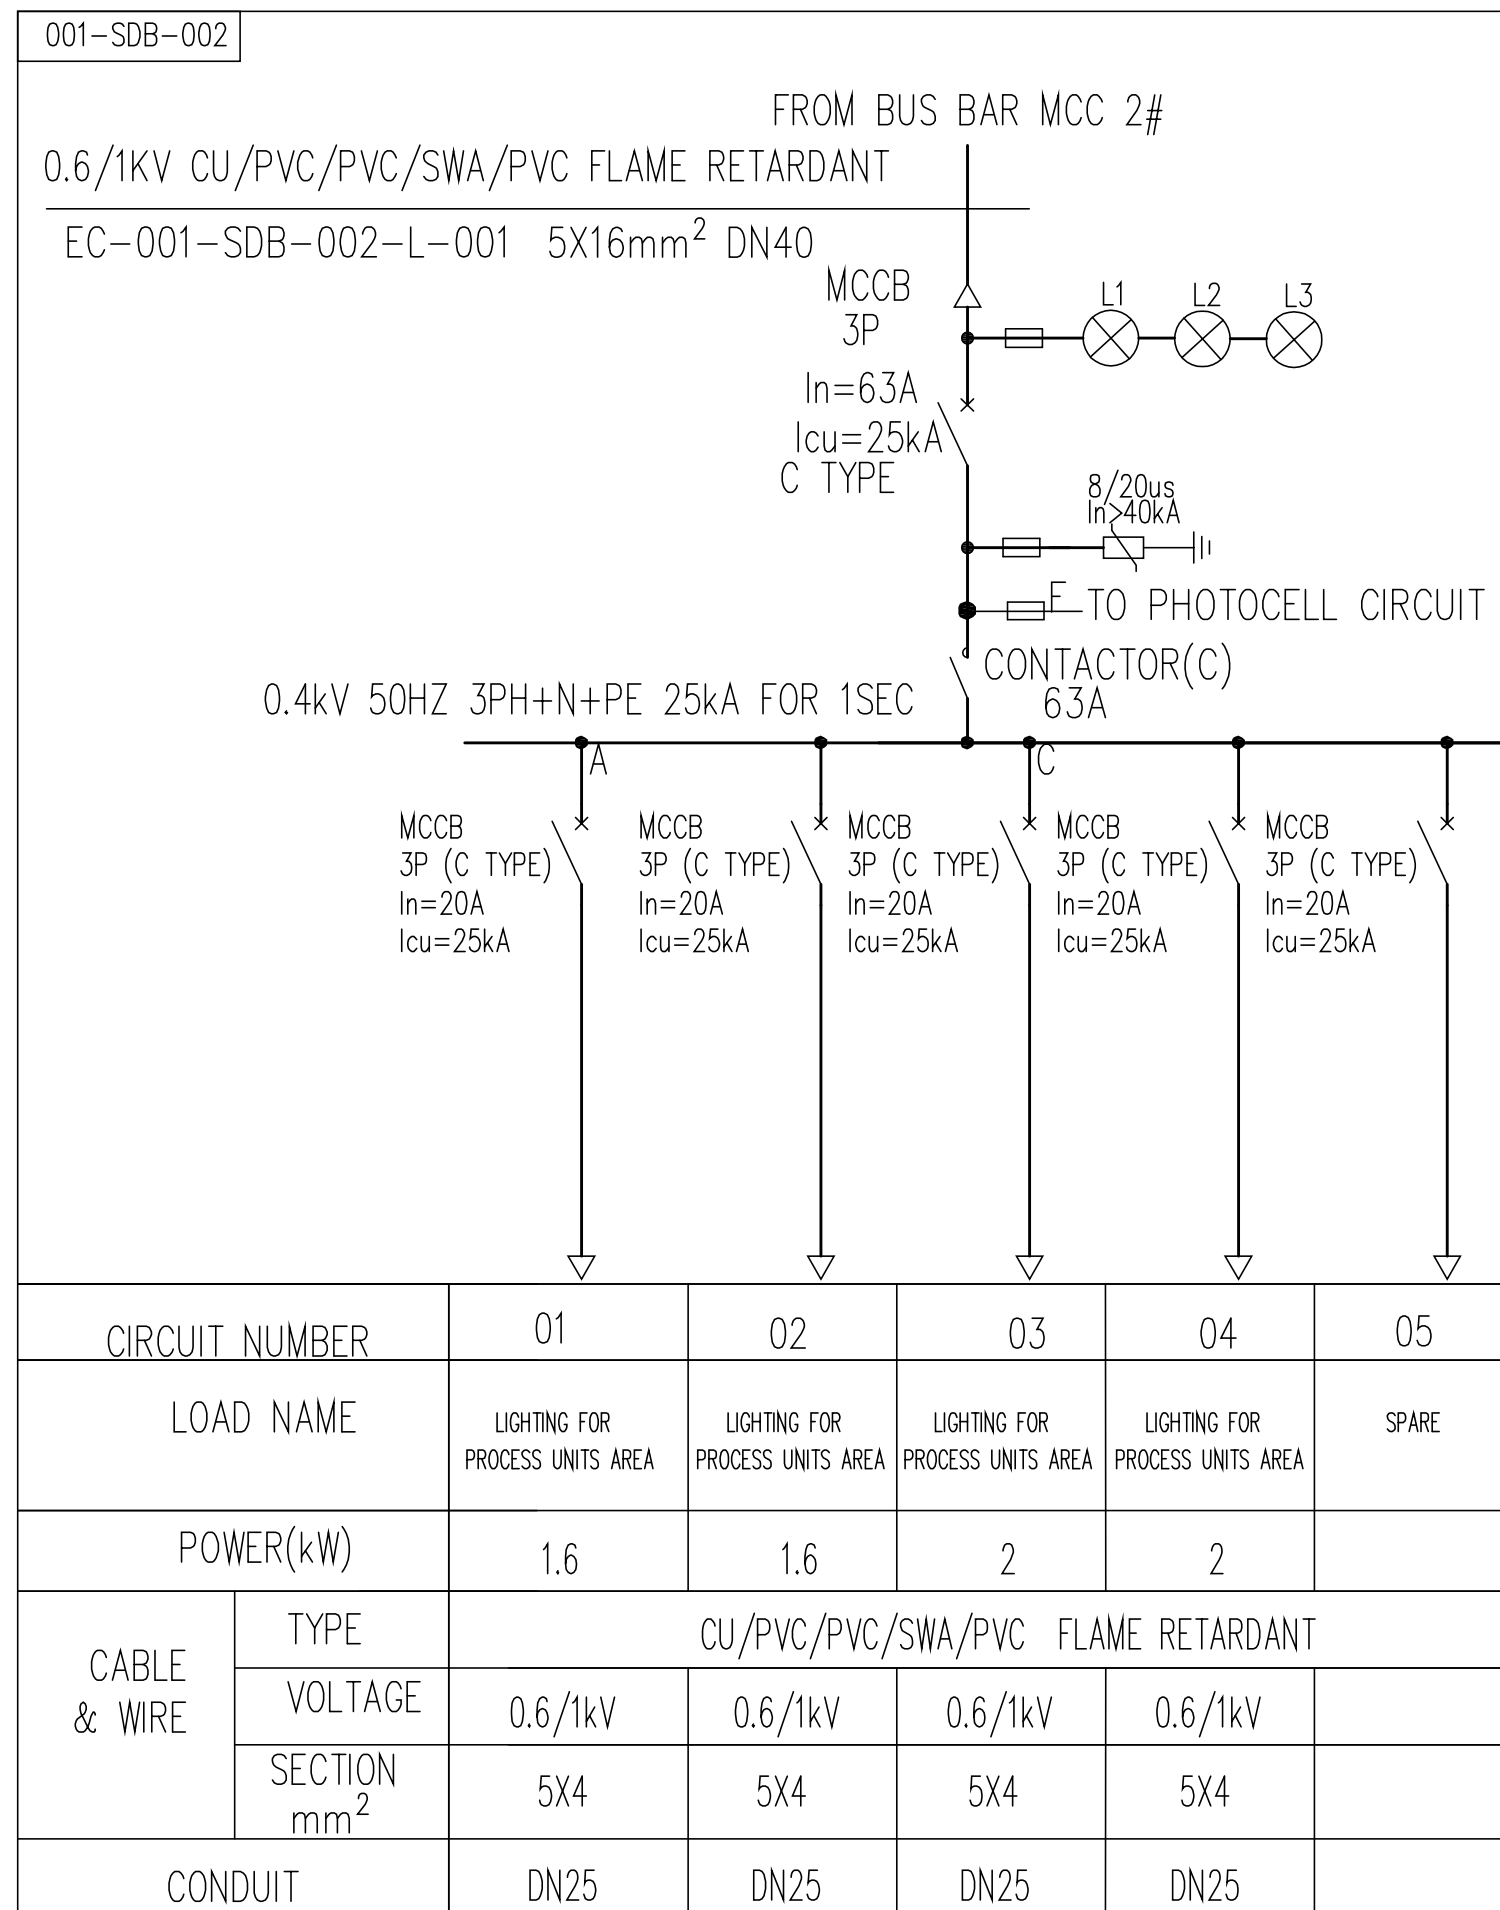 001-SDB-002
FROM BUS BAR MCC 2#
0.6/1KV CU/PVC/PVC/SWA/PVC FLAME RETARDANT
EC-001-SDB-002-L-001 5X16mm² DN40
MCCB
3P
L1 L2 L3
In=63A
Icu=25kA
C TYPE
8/20us
In>40kA
F TO PHOTOCELL CIRCUIT
CONTACTOR(C)
63A
0.4kV 50HZ 3PH+N+PE 25kA FOR 1SEC
A C
MCCB MCCB MCCB MCCB MCCB
3P (C TYPE) 3P (C TYPE) 3P (C TYPE) 3P (C TYPE) 3P (C TYPE)
In=20A In=20A In=20A In=20A In=20A
Icu=25kA Icu=25kA Icu=25kA Icu=25kA Icu=25kA
CIRCUIT NUMBER 01 02 03 04 05
LOAD NAME
LIGHTING FOR LIGHTING FOR LIGHTING FOR LIGHTING FOR SPARE
PROCESS UNITS AREA PROCESS UNITS AREA PROCESS UNITS AREA PROCESS UNITS AREA
POWER(kW) 1.6 1.6 2 2
CABLE
& WIRE
TYPE CU/PVC/PVC/SWA/PVC FLAME RETARDANT
VOLTAGE 0.6/1kV 0.6/1kV 0.6/1kV 0.6/1kV
SECTION
mm² 5X4 5X4 5X4 5X4
CONDUIT DN25 DN25 DN25 DN25